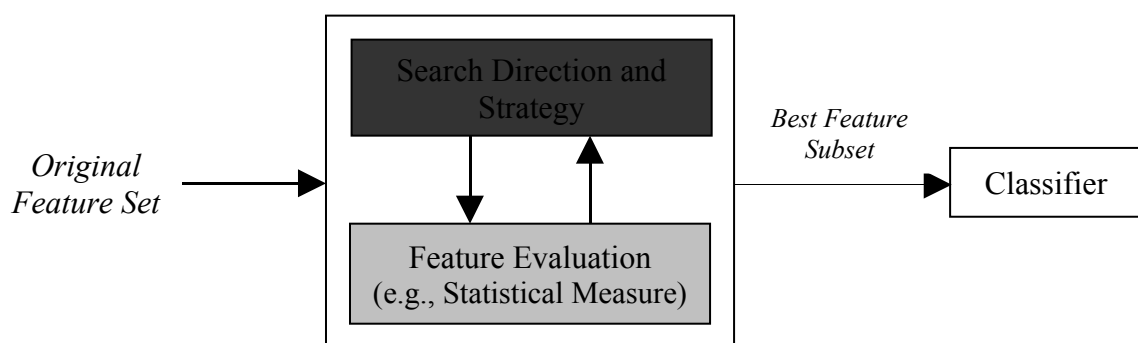 Original
Feature Set
Search Direction and
Strategy
Feature Evaluation
(e.g., Statistical Measure)
Best Feature
Subset
Classifier